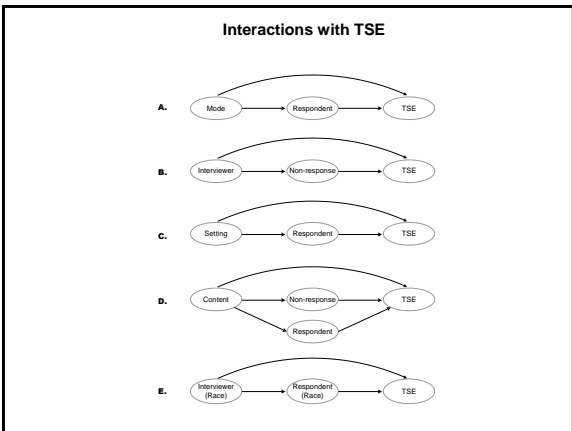 Interactions with TSE
A. Mode Respondent TSE
B. Interviewer Non-response TSE
C. Setting Respondent TSE
D. Content Non-response TSE
Respondent
E. Interviewer (Race) Respondent (Race) TSE